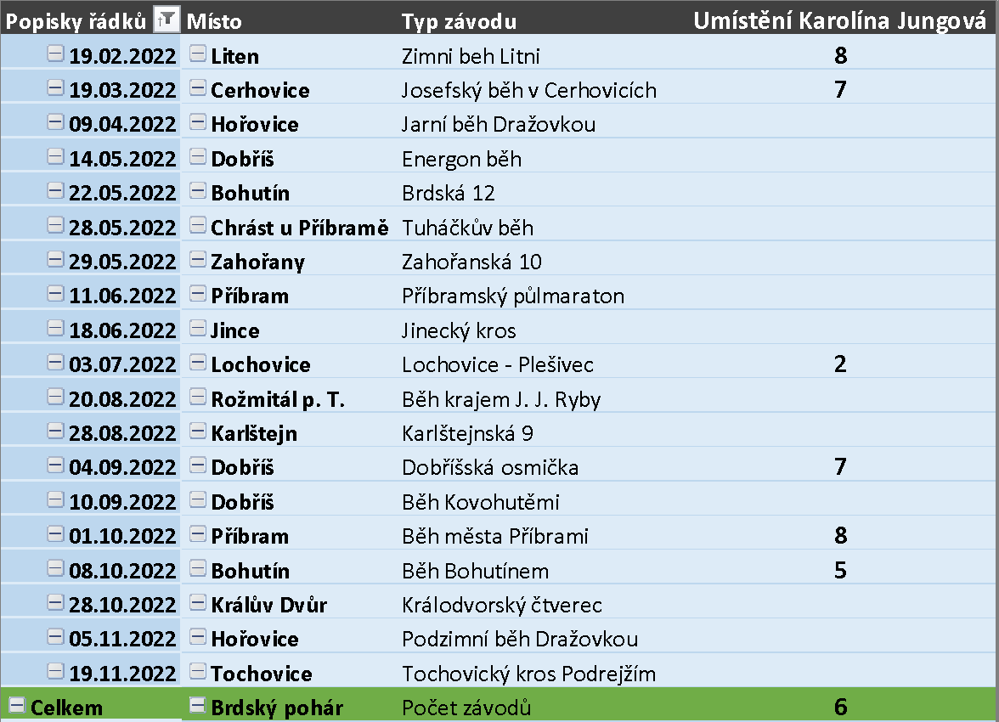 Popisky řádků Místo Typ závodu Umístění Karolína Jungová
19.02.2022 Liten Zimni beh Litni 8
19.03.2022 Cerhovice Josefský běh v Cerhovicích 7
09.04.2022 Hořovice Jarní běh Dražovkou
14.05.2022 Dobříš Energon běh
22.05.2022 Bohutín Brdská 12
28.05.2022 Chrást u Příbramě Tuháčkův běh
29.05.2022 Zahořany Zahořanská 10
11.06.2022 Příbram Příbramský půlmaraton
18.06.2022 Jince Jinecký kros
03.07.2022 Lochovice Lochovice - Plešivec 2
20.08.2022 Rožmitál p. T. Běh krajem J. J. Ryby
28.08.2022 Karlštejn Karlštejnská 9
04.09.2022 Dobříš Dobříšská osmička 7
10.09.2022 Dobříš Běh Kovohutěmi
01.10.2022 Příbram Běh města Příbrami 8
08.10.2022 Bohutín Běh Bohutínem 5
28.10.2022 Králův Dvůr Králodvorský čtverec
05.11.2022 Hořovice Podzimní běh Dražovkou
19.11.2022 Tochovice Tochovický kros Podrejžím
Celkem Brdský pohár Počet závodů 6